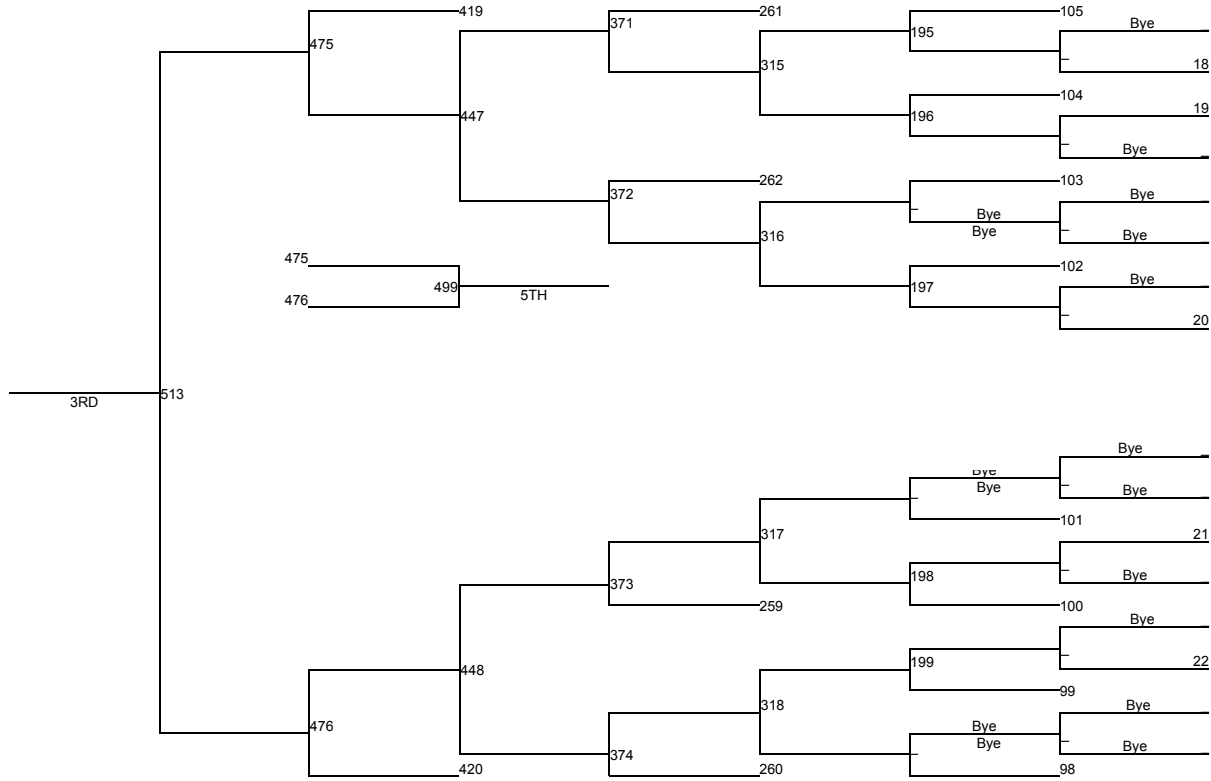 419 261 105
Bye _
371 195
475
18
315 _
104
19
447 196
_
Bye _
262 103
372 Bye _
_ Bye
316 Bye _
Bye _
475 102
Bye _
499 197
5TH
476
_
20
513
3RD
Bye _
Bye
Bye _ Bye _
_
101
317 21
373 198 _
Bye _
259 100
Bye _
448 199 _
22
99
318
476 Bye Bye _
374 Bye _
_ Bye _
420 260 98